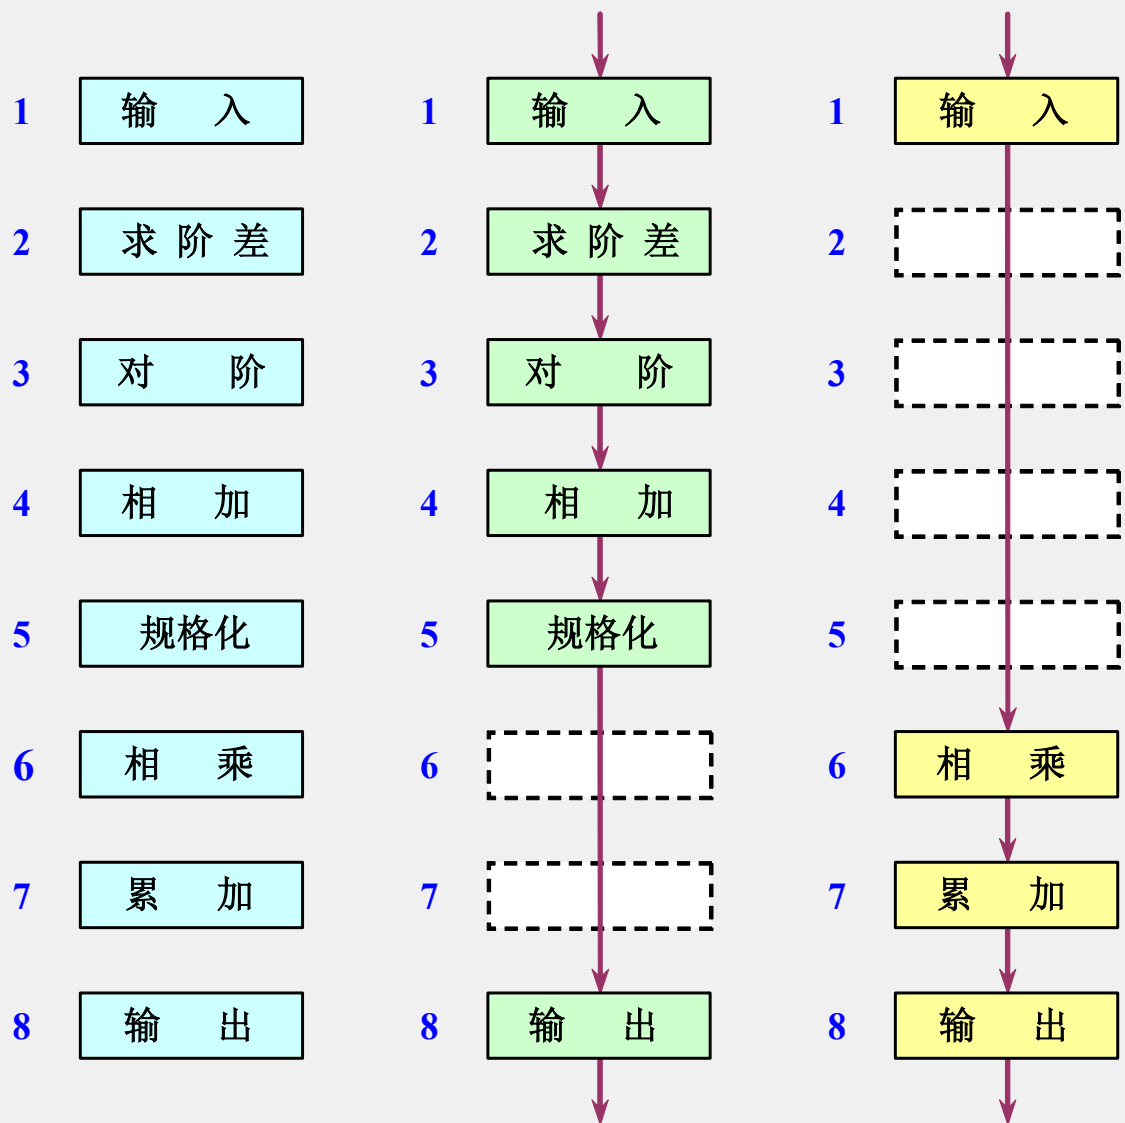 1 输 入 1 输 入 1 输 入
2 求 阶 差 2 求 阶 差 2
3 对 阶 3 对 阶 3
4 相 加 4 相 加 4
5 规格化 5 规格化 5
6 相 乘 6 6 相 乘
7 累 加 7 7 累 加
8 输 出 8 输 出 8 输 出